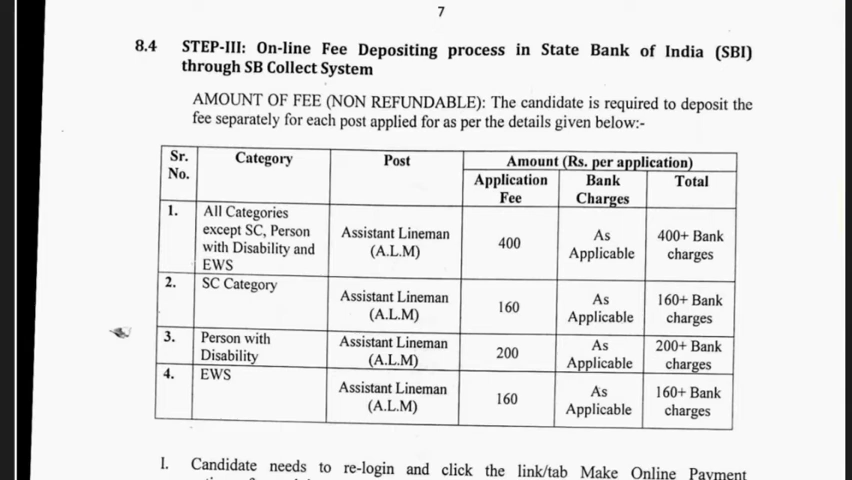 7
8.4 STEP-III: On-line Fee Depositing process in State Bank of India (SBI)
through SB Collect System
AMOUNT OF FEE (NON REFUNDABLE): The candidate is required to deposit the
fee separately for each post applied for as per the details given below:-
Sr. No. Category Post Amount (Rs. per application)
Application Fee Bank Charges Total
1. All Categories except SC, Person with Disability and EWS Assistant Lineman (A.L.M) 400 As Applicable 400+ Bank charges
2. SC Category Assistant Lineman (A.L.M) 160 As Applicable 160+ Bank charges
3. Person with Disability Assistant Lineman (A.L.M) 200 As Applicable 200+ Bank charges
4. EWS Assistant Lineman (A.L.M) 160 As Applicable 160+ Bank charges
I. Candidate needs to re-login and click the link/tab Make Online Payment